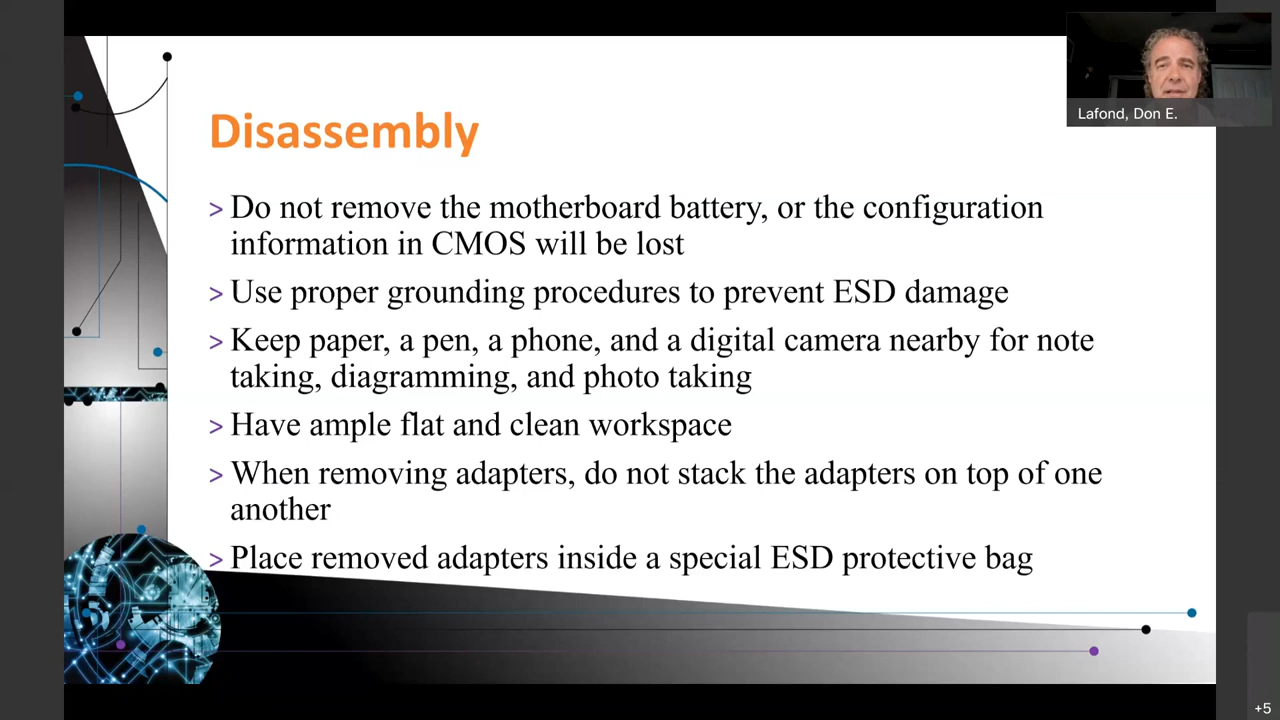 Lafond, Don E.
Disassembly
> Do not remove the motherboard battery, or the configuration
information in CMOS will be lost
> Use proper grounding procedures to prevent ESD damage
> Keep paper, a pen, a phone, and a digital camera nearby for note
taking, diagramming, and photo taking
> Have ample flat and clean workspace
> When removing adapters, do not stack the adapters on top of one
another
> Place removed adapters inside a special ESD protective bag
+5